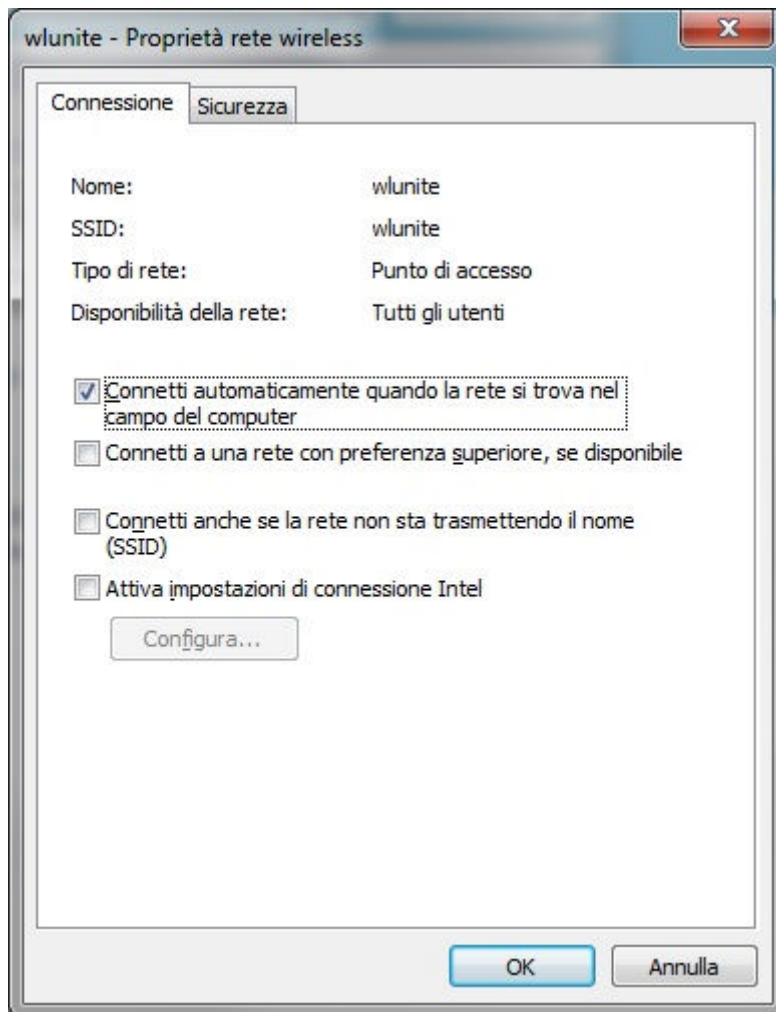 wlunite - Proprietà rete wireless
Connessione
Sicurezza
Nome: wlunite
SSID: wlunite
Tipo di rete: Punto di accesso
Disponibilità della rete: Tutti gli utenti
Connetti automaticamente quando la rete si trova nel
campo del computer
Connetti a una rete con preferenza superiore, se disponibile
Connetti anche se la rete non sta trasmettendo il nome
(SSID)
Attiva impostazioni di connessione Intel
Configura...
OK
Annulla